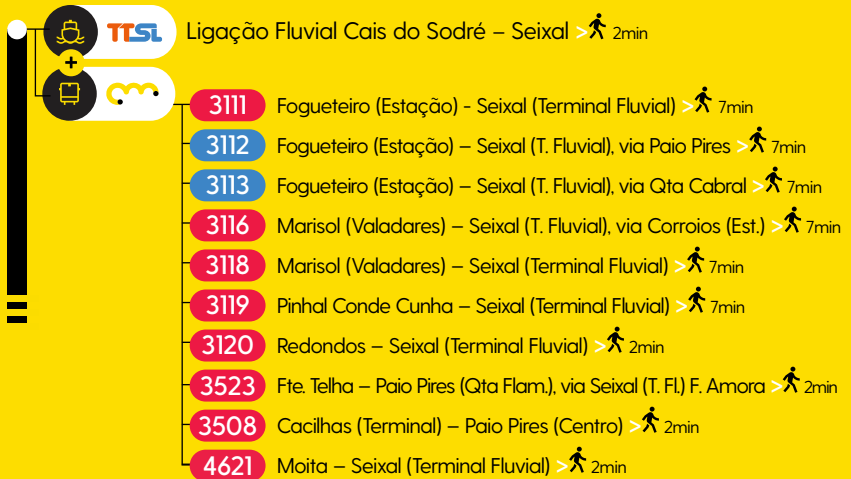 TTSL Ligação Fluvial Cais do Sodré – Seixal > 2min
+
3111 Fogueteiro (Estação) - Seixal (Terminal Fluvial) > 7min
3112 Fogueteiro (Estação) – Seixal (T. Fluvial), via Paio Pires > 7min
3113 Fogueteiro (Estação) – Seixal (T. Fluvial), via Qta Cabral > 7min
3116 Marisol (Valadares) – Seixal (T. Fluvial), via Corroios (Est.) > 7min
3118 Marisol (Valadares) – Seixal (Terminal Fluvial) > 7min
3119 Pinhal Conde Cunha – Seixal (Terminal Fluvial) > 7min
3120 Redondos – Seixal (Terminal Fluvial) > 2min
3523 Fte. Telha – Paio Pires (Qta Flam.), via Seixal (T. Fl.) F. Amora > 2min
3508 Cacilhas (Terminal) – Paio Pires (Centro) > 2min
4621 Moita – Seixal (Terminal Fluvial) > 2min